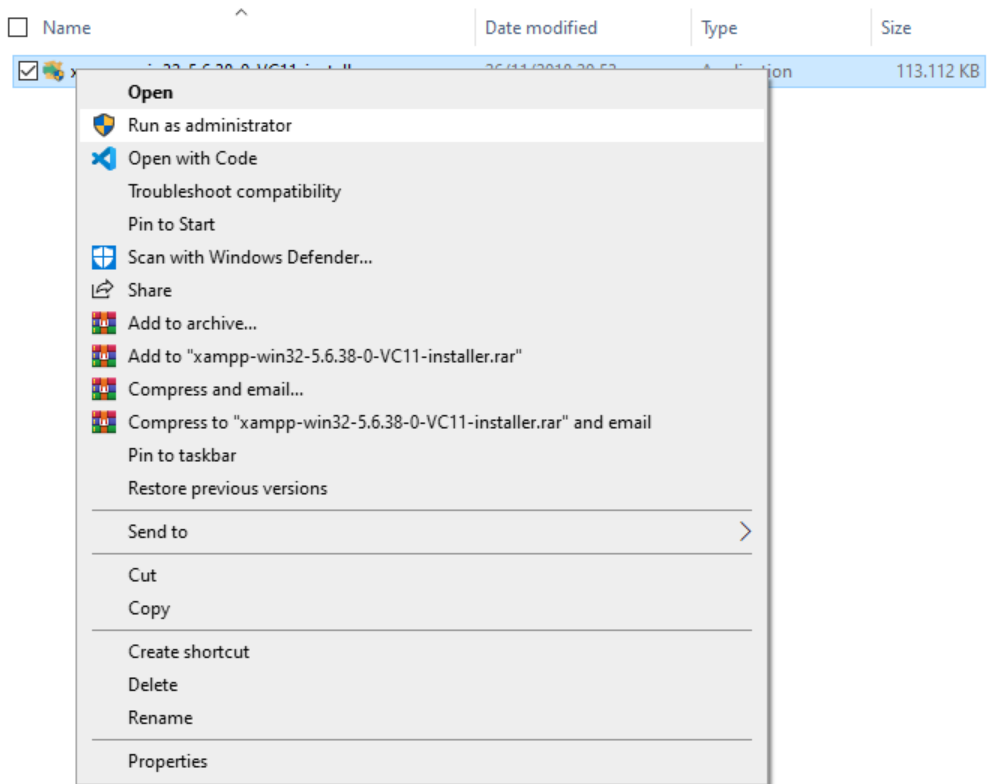 Name Date modified Type Size
113.112 KB
Open
Run as administrator
Open with Code
Troubleshoot compatibility
Pin to Start
Scan with Windows Defender...
Share
Add to archive...
Add to "xampp-win32-5.6.38-0-VC11-installer.rar"
Compress and email...
Compress to "xampp-win32-5.6.38-0-VC11-installer.rar" and email
Pin to taskbar
Restore previous versions
Send to
Cut
Copy
Create shortcut
Delete
Rename
Properties